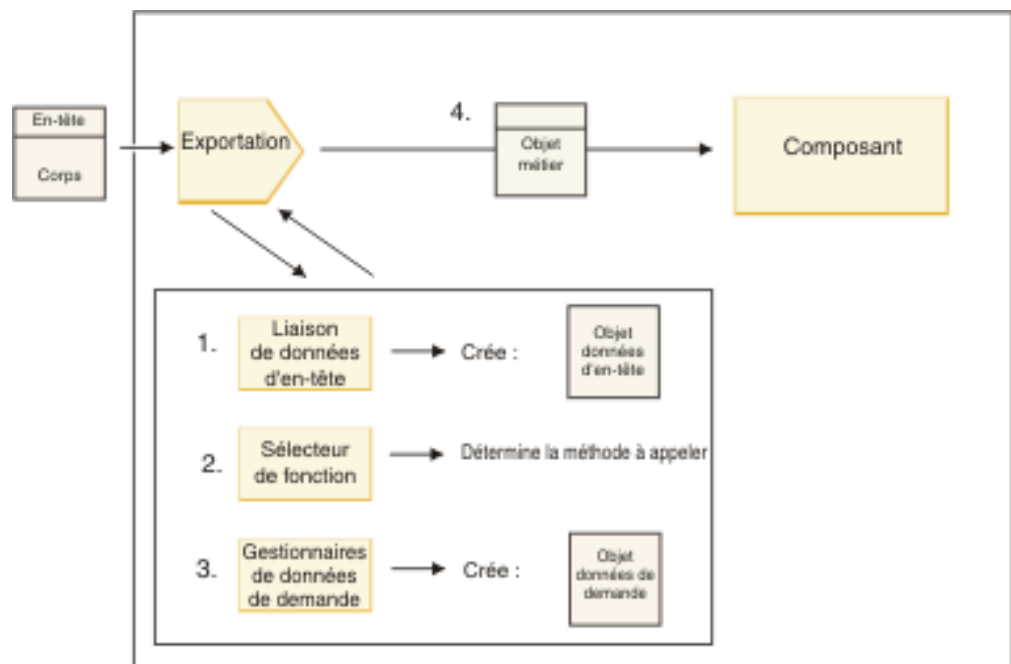 En-tête
Corps
Exportation
4.
Objet
métier
Composant
1.
Liaison
de données
d'en-tête
Crée :
Objet
données
d'en-tête
2.
Sélecteur
de fonction
Détermine la méthode à appeler
3.
Gestionnaires
de données
de demande
Crée :
Objet
données de
demande